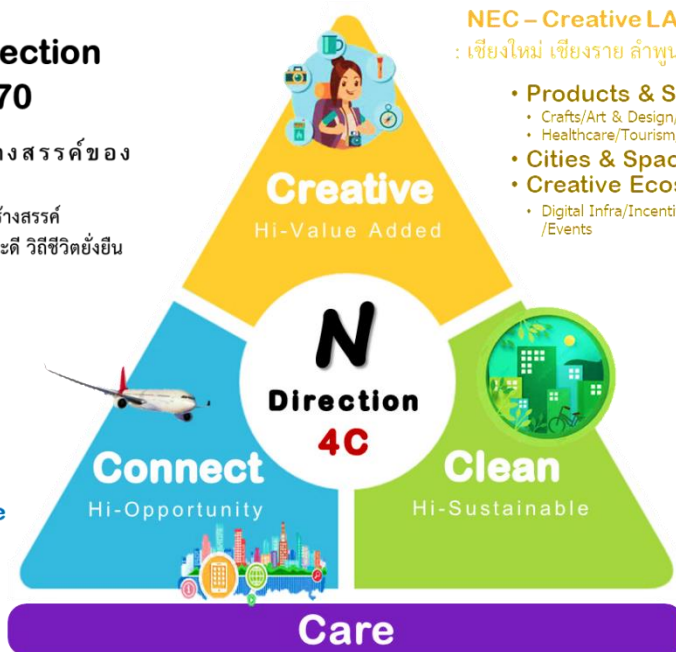 ection
70
NEC – Creative LA
: เชียงใหม่ เชียงราย ลำพูน
• Products & S
• Crafts/Art & Design/
• Healthcare/Tourism
• Cities & Spac
• Creative Ecos
• Digital Infra/Incenti
/Events
างสรรค์ของ
ร้างสรรค์
ะดี วิถีชีวิตยั่งยืน
Creative
Hi-Value Added
N
Direction
4C
Connect
Hi-Opportunity
Clean
Hi-Sustainable
e
Care